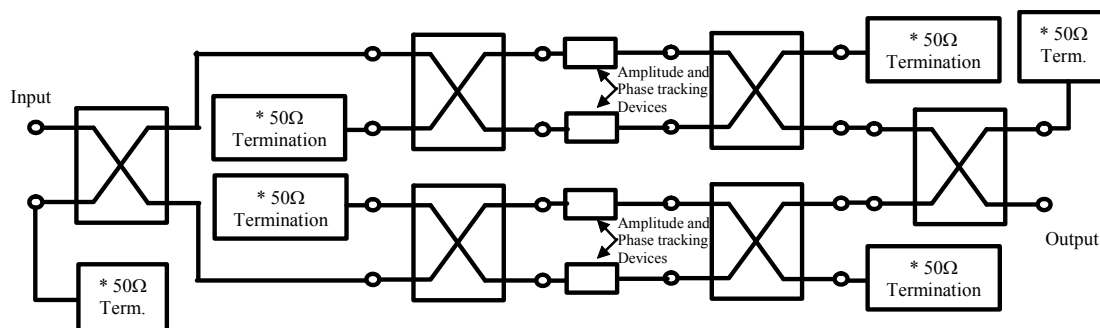 Input
* 50Ω
Term.
* 50Ω
Termination
* 50Ω
Termination
Amplitude and
Phase tracking
Devices
Amplitude and
Phase tracking
Devices
* 50Ω
Termination
* 50Ω
Term.
* 50Ω
Termination
Output